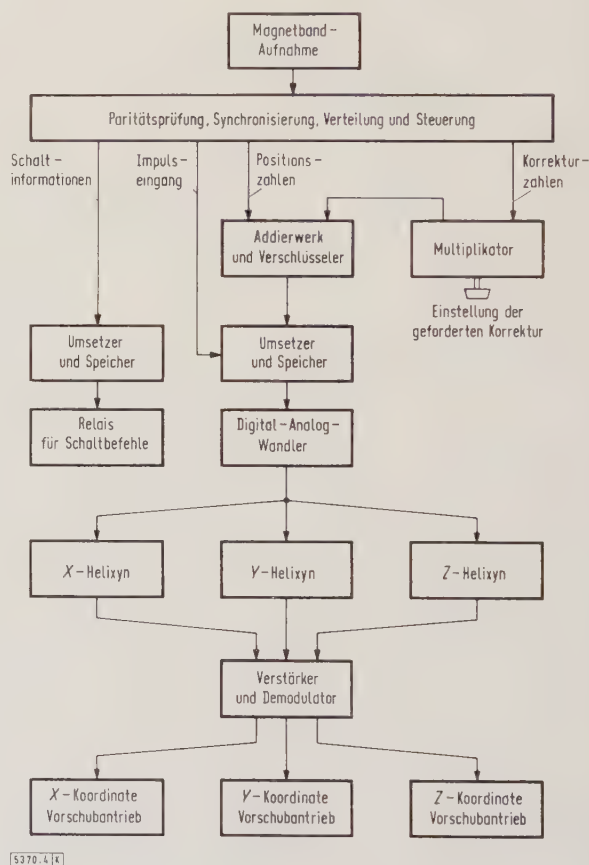 Magnetband-
Aufnahme
Paritätsprüfung, Synchronisierung, Verteilung und Steuerung
Schalt-
informationen
Impuls-
eingang
Positions-
zahlen
Korrektur-
zahlen
Addierwerk
und Verschlüsseler
Multiplikator
Einstellung der
geforderten Korrektur
Umsetzer
und Speicher
Umsetzer
und Speicher
Relais
für Schaltbefehle
Digital-Analog-
Wandler
X-Helixyn
Y-Helixyn
Z-Helixyn
Verstärker
und Demodulator
X-Koordinate
Vorschubantrieb
Y-Koordinate
Vorschubantrieb
Z-Koordinate
Vorschubantrieb
5370.4 K